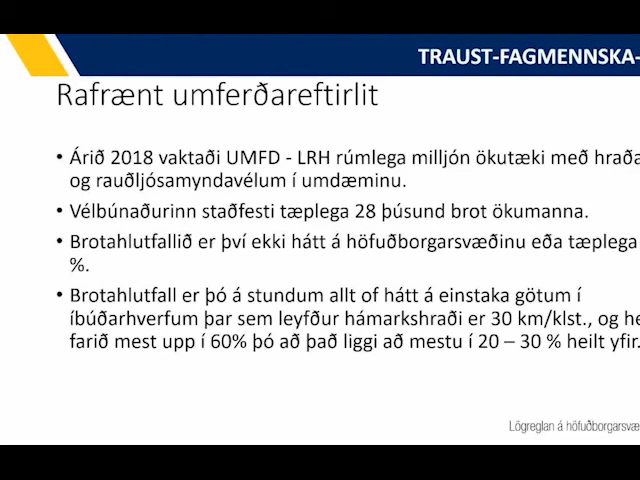 TRAUST-FAGMENNSKA-
Rafrænt umferðareftirlit
• Árið 2018 vaktaði UMFD - LRH rúmlega milljón ökutæki með hraða
og rauðljósamyndavélum í umdæminu.
• Vélbúnaðurinn staðfesti tæplega 28 þúsund brot ökumanna.
• Brotahlutfallið er því ekki hátt á höfuðborgarsvæðinu eða tæplega
%.
• Brotahlutfall er þó á stundum allt of hátt á einstaka götum í
íbúðarhverfum þar sem leyfður hámarkshraði er 30 km/klst., og he
farið mest upp í 60% þó að það liggi að mestu í 20 – 30 % heilt yfir.
Lögreglan á höfuðborgarsvæ